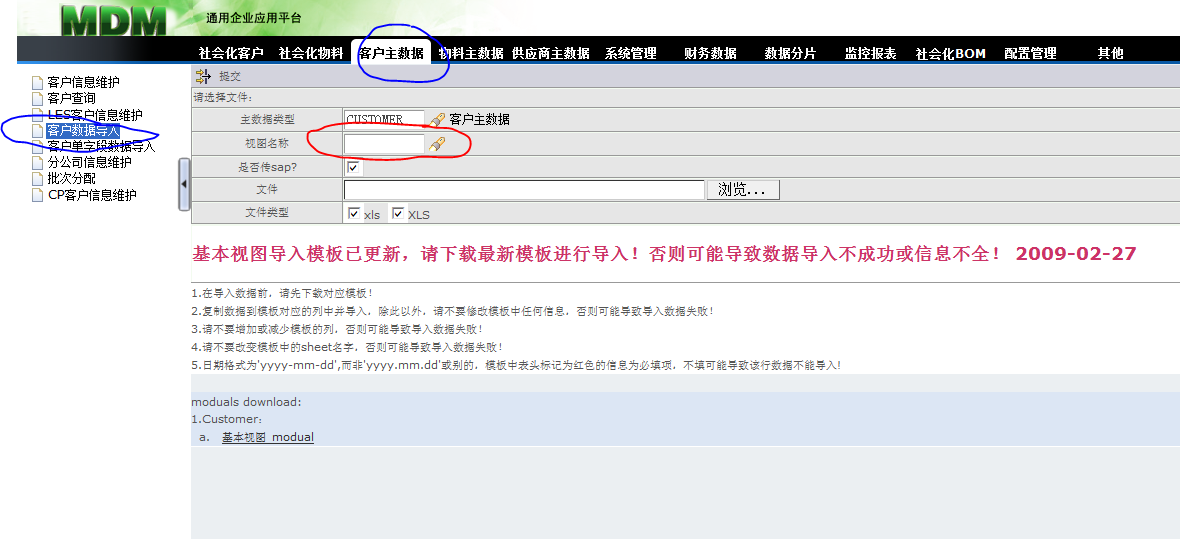 MDM 通用企业应用平台
社会化客户 社会化物料 客户主数据 物料主数据 供应商主数据 系统管理 财务数据 数据分片 监控报表 社会化BOM 配置管理 其他
客户信息维护
客户查询
LES客户信息维护
客户数据导入
客户单字段数据导入
分公司信息维护
批次分配
CP客户信息维护
提交
请选择文件:
主数据类型 CUSTOMER 客户主数据
视图名称
是否传sap?
文件 浏览...
文件类型 xls XLS
基本视图导入模板已更新，请下载最新模板进行导入！否则可能导致数据导入不成功或信息不全！ 2009-02-27
1.在导入数据前，请先下载对应模板！
2.复制数据到模板对应的列中并导入，除此以外，请不要修改模板中任何信息，否则可能导致导入数据失败！
3.请不要增加或减少模板的列，否则可能导致导入数据失败！
4.请不要改变模板中的sheet名字，否则可能导致导入数据失败！
5.日期格式为'yyyy-mm-dd',而非'yyyy.mm.dd'或别的，模板中表头标记为红色的信息为必填项，不填可能导致该行数据不能导入!
moduals download:
1.Customer：
a. 基本视图 modual